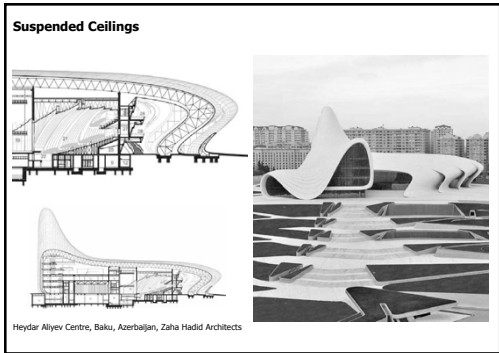 Suspended Ceilings
Heydar Aliyev Centre, Baku, Azerbaijan, Zaha Hadid Architects